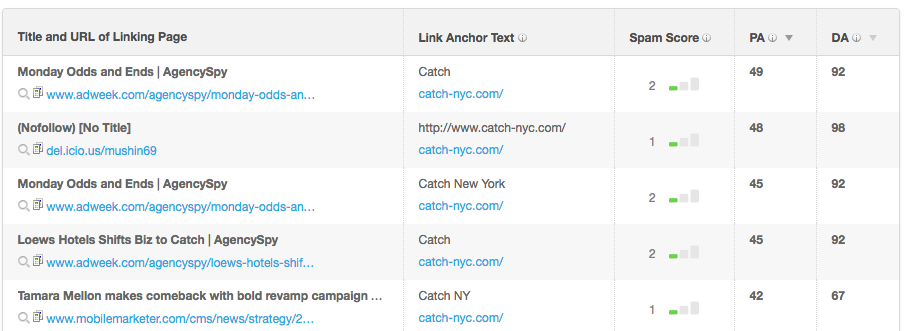 Title and URL of Linking Page Link Anchor Text Spam Score PA DA
Monday Odds and Ends | AgencySpy Catch 2 49 92
www.adweek.com/agencyspy/monday-odds-an… catch-nyc.com/
(Nofollow) [No Title] http://www.catch-nyc.com/ 1 48 98
del.icio.us/mushin69 catch-nyc.com/
Monday Odds and Ends | AgencySpy Catch New York 2 45 92
www.adweek.com/agencyspy/monday-odds-an… catch-nyc.com/
Loews Hotels Shifts Biz to Catch | AgencySpy Catch 2 45 92
www.adweek.com/agencyspy/loews-hotels-shif… catch-nyc.com/
Tamara Mellon makes comeback with bold revamp campaign … Catch NY 1 42 67
www.mobilemarketer.com/cms/news/strategy/2… catch-nyc.com/